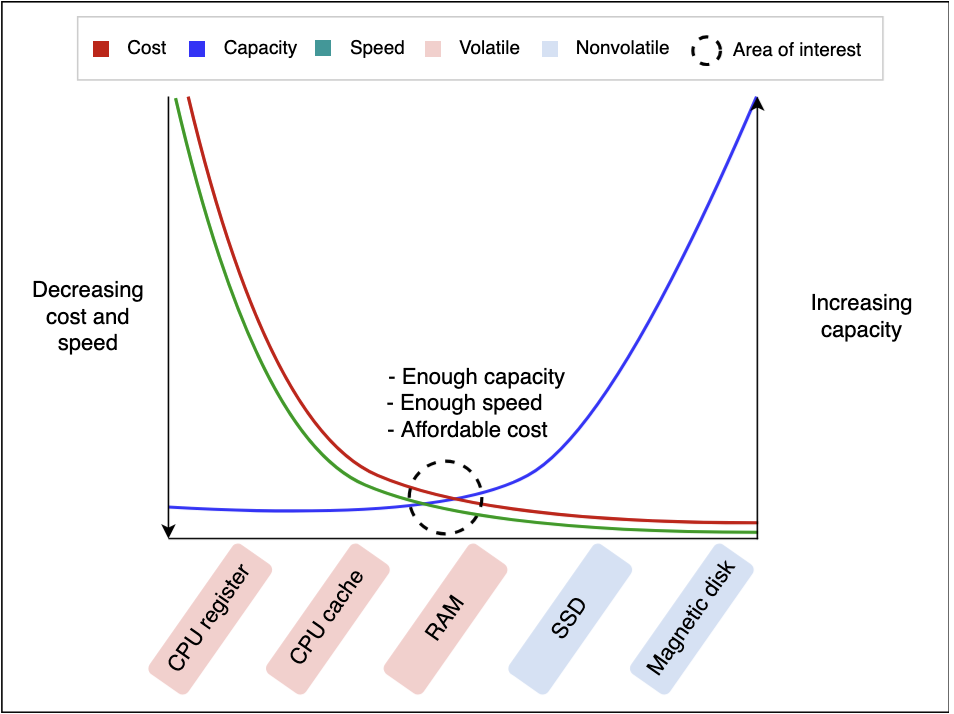 Cost Capacity Speed Volatile Nonvolatile Area of interest
Decreasing
cost and
speed
- Enough capacity
- Enough speed
- Affordable cost
Increasing
capacity
CPU register
CPU cache
RAM
SSD
Magnetic disk